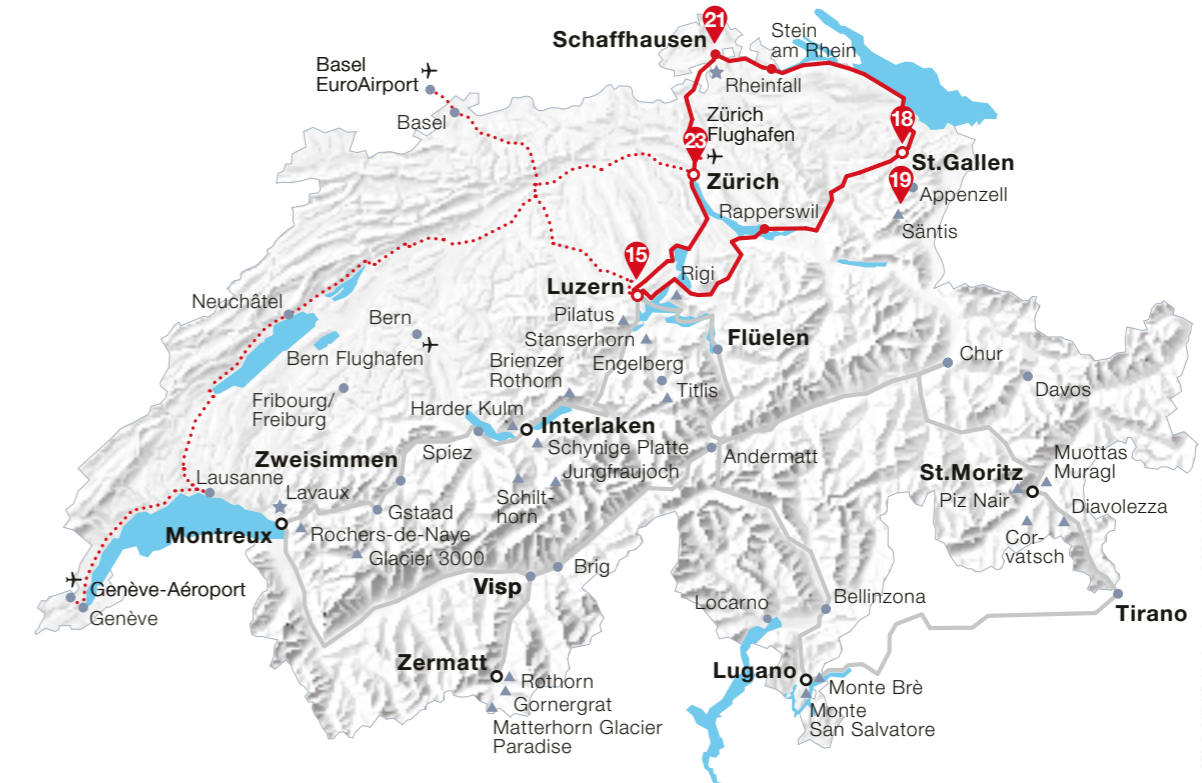 21
Schaffhausen
Stein
am Rhein
Basel
EuroAirport
Rheinfall
Basel
Zürich
Flughafen
18
23
St.Gallen
Zürich
19
Appenzell
Rapperswil
Säntis
15
Rigi
Luzern
Neuchâtel
Pilatus
Bern
Stanserhorn
Flüelen
Bern Flughafen
Brienzer
Rothorn
Engelberg
Chur
Titlis
Davos
Fribourg/
Freiburg
Harder Kulm
Interlaken
Spiez
Schynige Platte
Zweisimmen
Jungfraujoch
Andermatt
Muottas
Muragl
Lausanne
St.Moritz
Lavaux
Schilt-
horn
Piz Nair
Gstaad
Diavolezza
Montreux
Rochers-de-Naye
Cor-
vatsch
Glacier 3000
Brig
Visp
Genève-Aéroport
Genève
Locarno
Bellinzona
Tirano
Zermatt
Lugano
Rothorn
Monte Brè
Gornergrat
Monte
San Salvatore
Matterhorn Glacier
Paradise